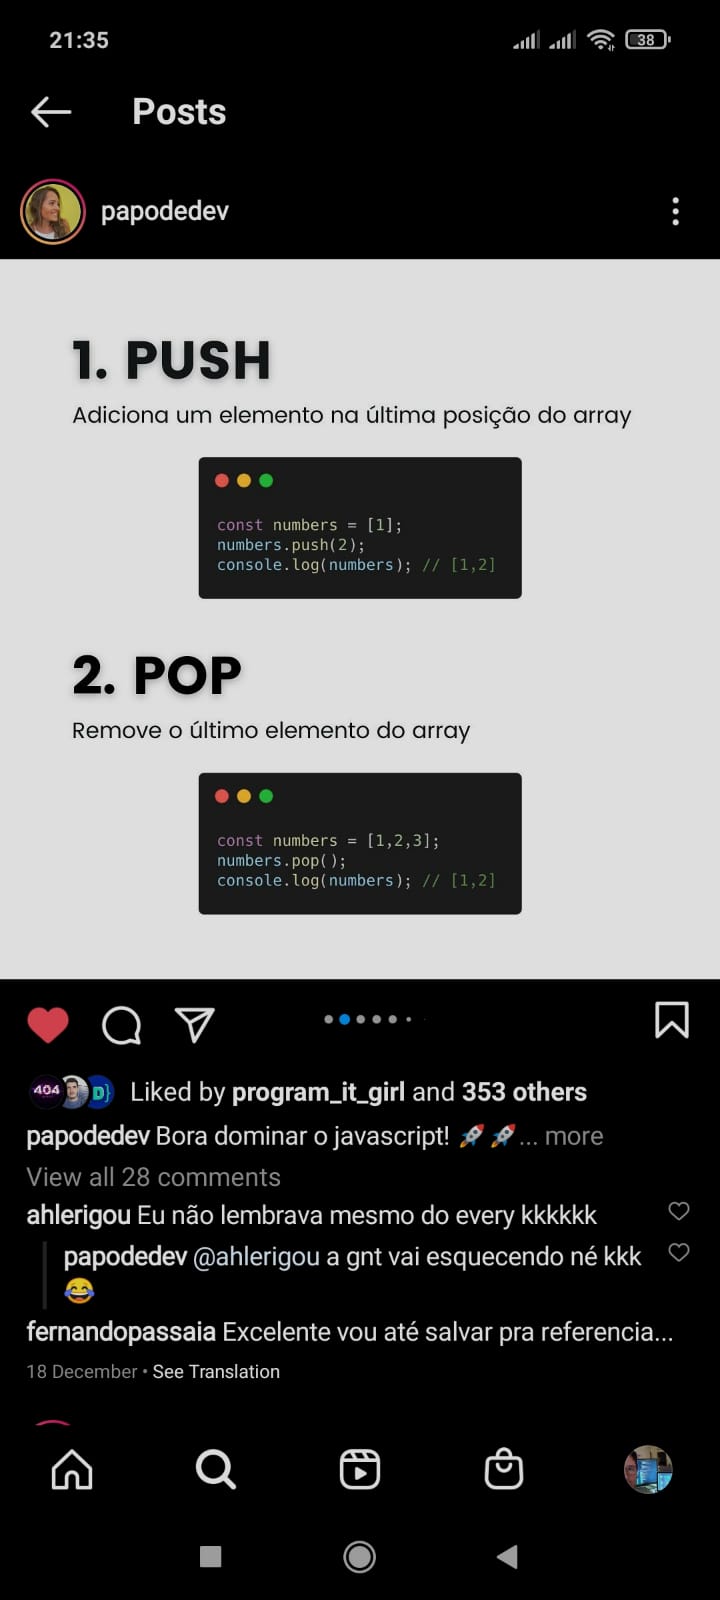 21:35
38
Posts
papodedev
1. PUSH
Adiciona um elemento na última posição do array
const numbers = [1];
numbers.push(2);
console.log(numbers); // [1,2]
2. POP
Remove o último elemento do array
const numbers = [1,2,3];
numbers.pop();
console.log(numbers); // [1,2]
404 D} Liked by program_it_girl and 353 others
papodedev Bora dominar o javascript! 🚀 🚀... more
View all 28 comments
ahlerigou Eu não lembrava mesmo do every kkkkkk
papodedev @ahlerigou a gnt vai esquecendo né kkk
😂
fernandopassaia Excelente vou até salvar pra referencia...
18 December • See Translation